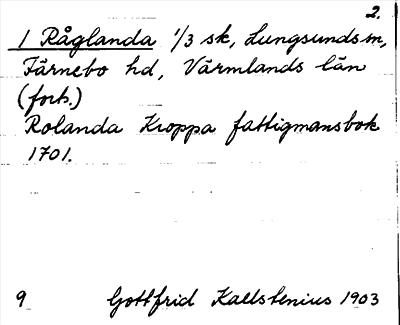 2.
1 Råglanda 1/3 sk, Lungsunds sn,
Färnebo hd, Värmlands län
(forts.)
Rolanda Kroppa fattigmansbok
1701.
9 Gottfrid Kallstenius 1903